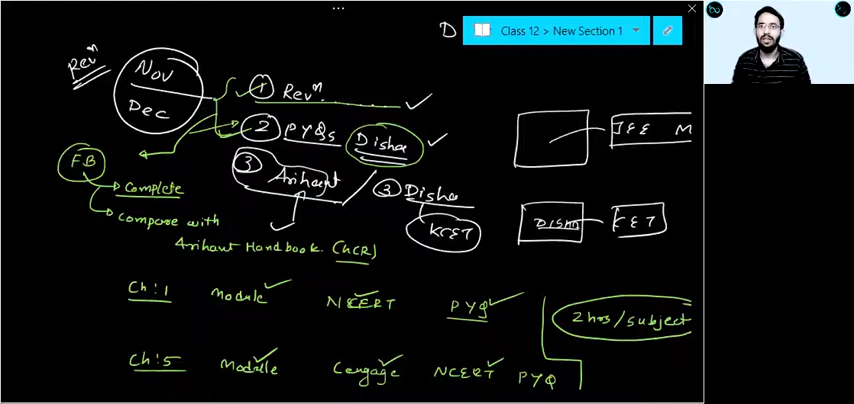 D
Class 12 > New Section 1
Revⁿ
Nov
Dec
① Revⁿ.
② PYQs Disha
③ Arihant
③ Disha
KCET
JEE M
DISHA KET
FB
Complete
Compare with
Arihant Handbook. (HCR)
Ch:1 Module NCERT PYQ
2 hrs/subject
Ch:5 Module Cengage NCERT PYQ